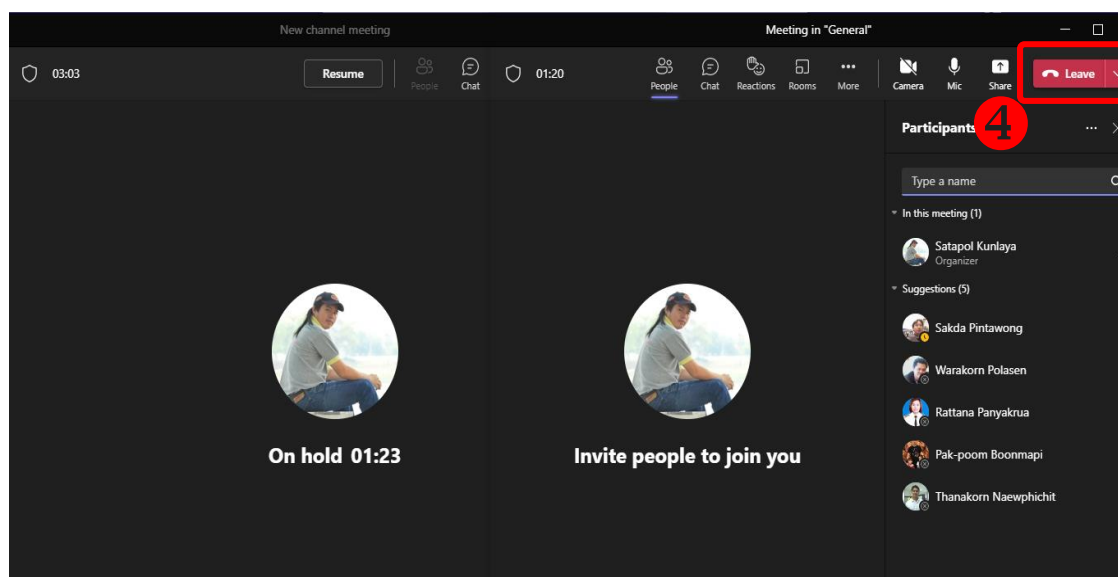 New channel meeting
Meeting in "General"
03:03
Resume
People
Chat
01:20
People
Chat
Reactions
Rooms
More
Camera
Mic
Share
Leave
4
Participants
Type a name
In this meeting (1)
Satapol Kunlaya
Organizer
Suggestions (5)
Sakda Pintawong
Warakorn Polasen
Rattana Panyakrua
Pak-poom Boonmapi
Thanakorn Naewphichit
On hold 01:23
Invite people to join you